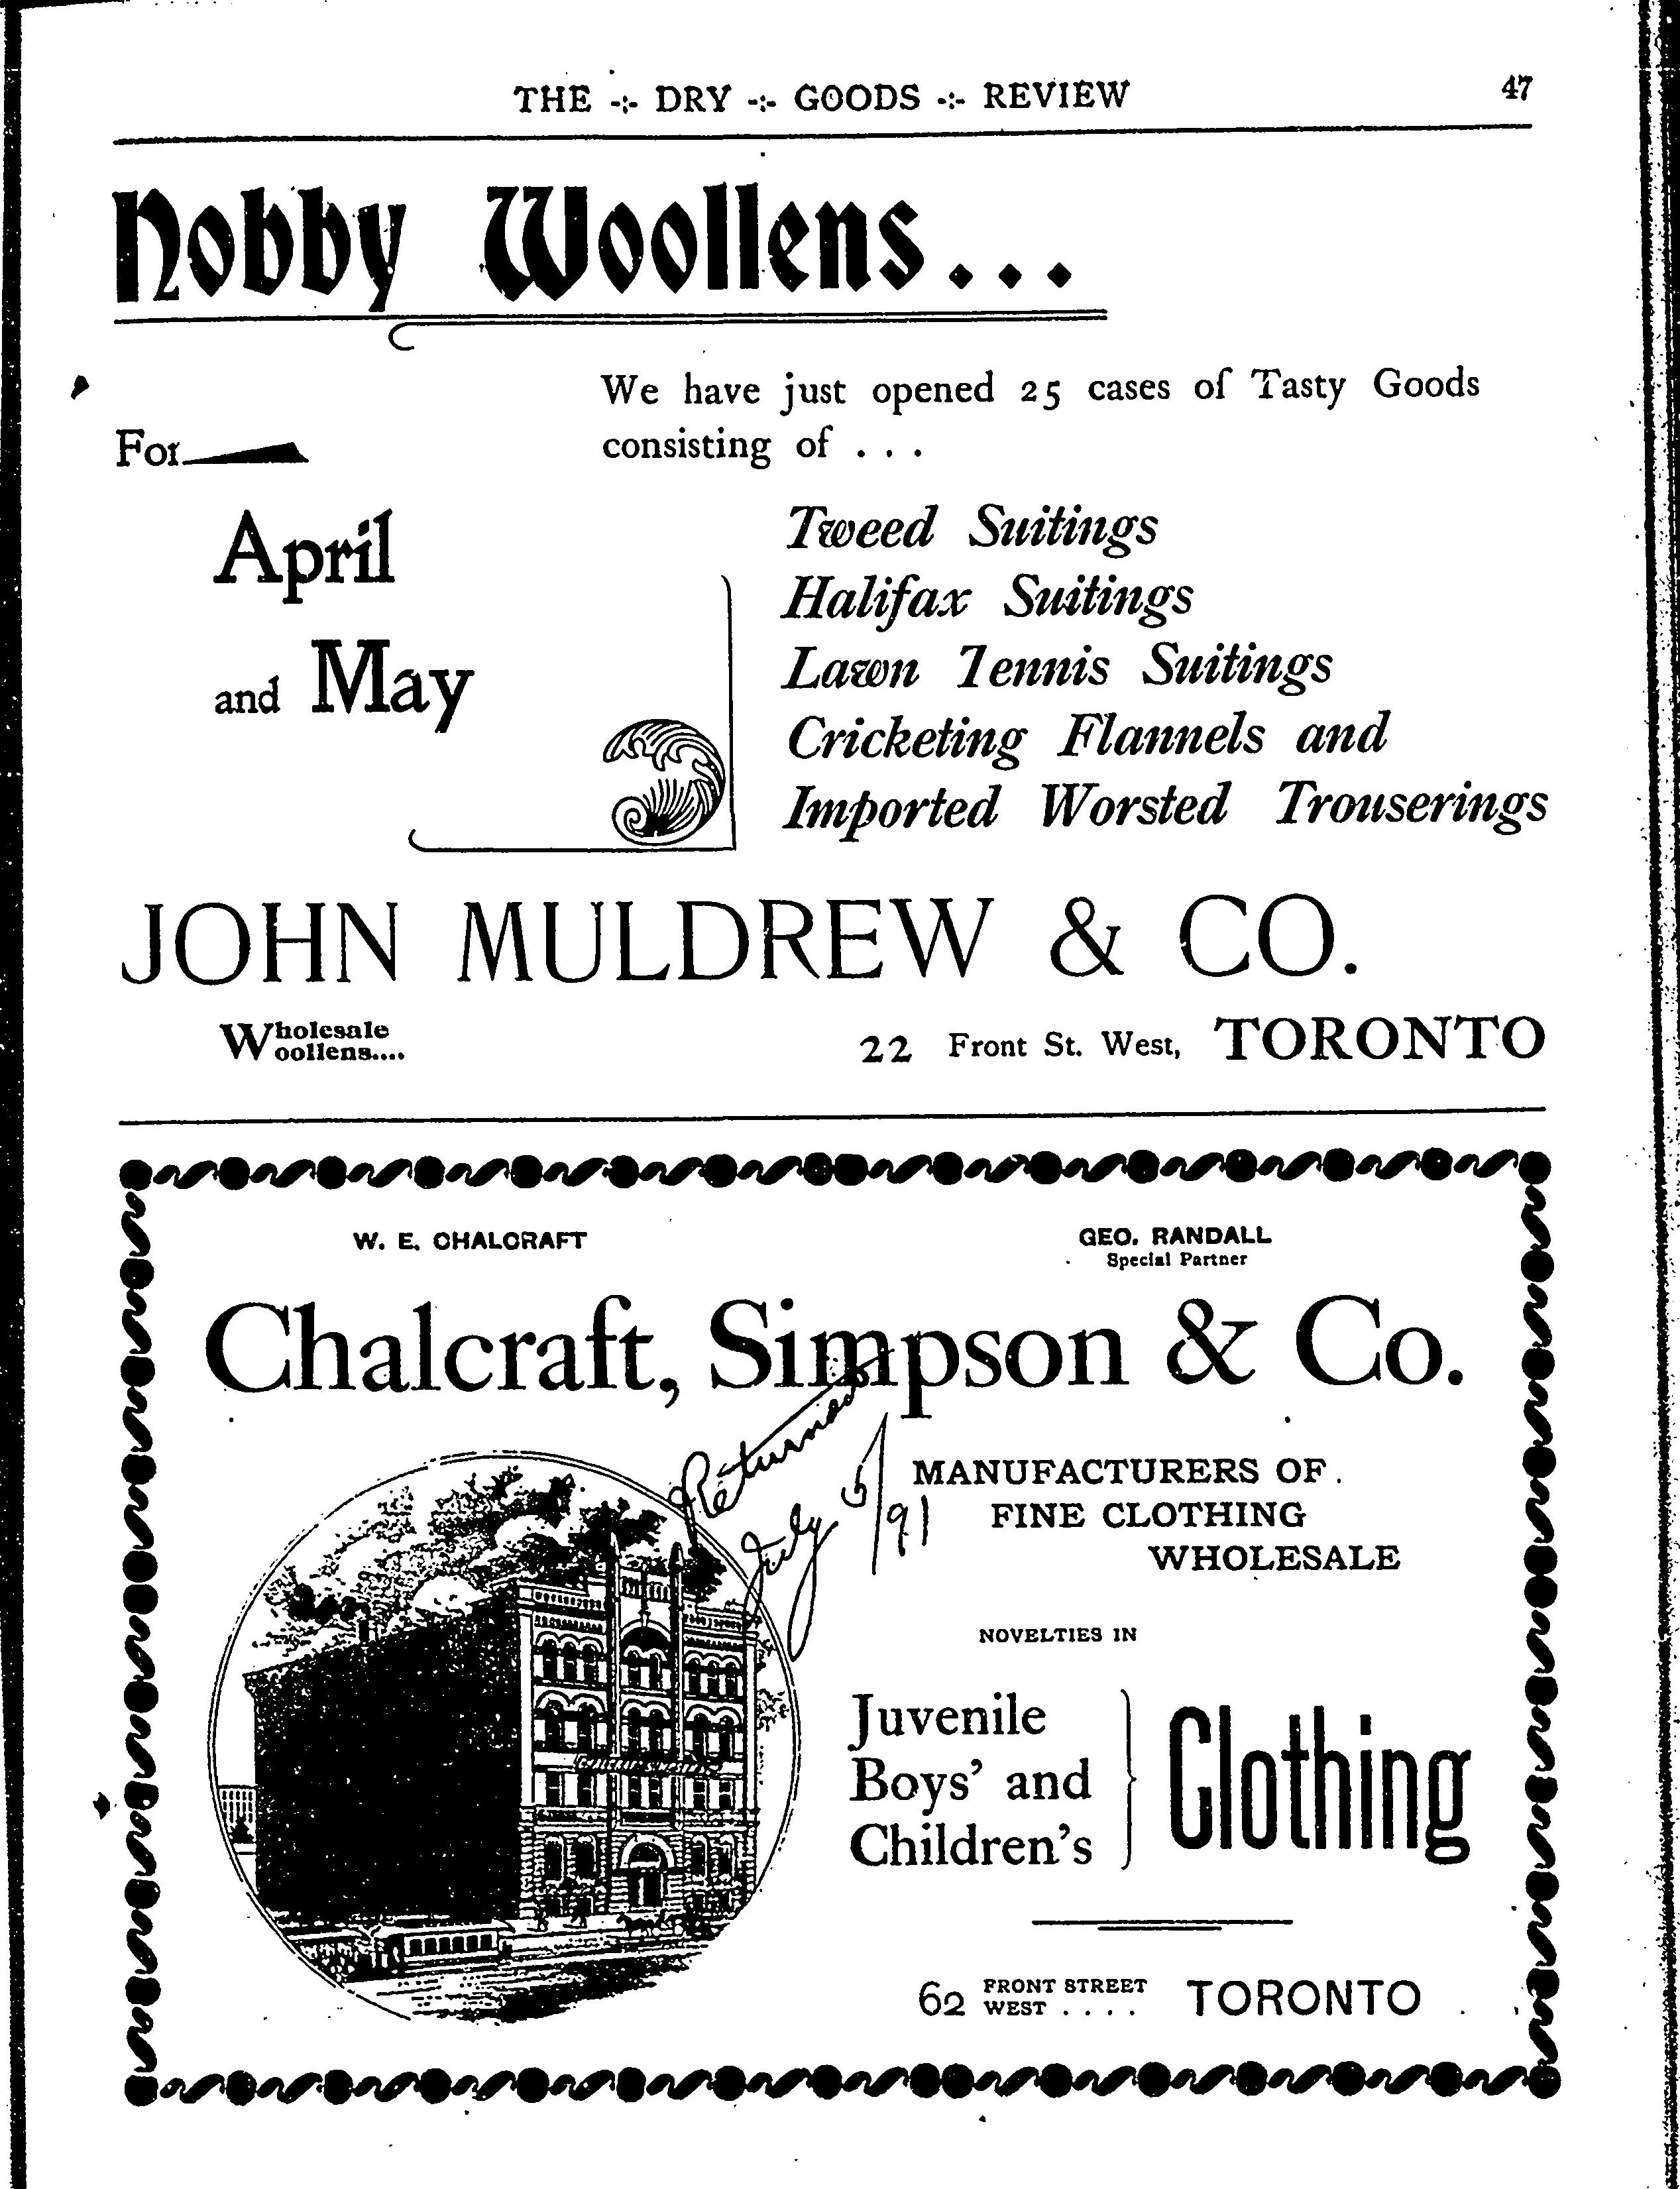 THE -:- DRY -:- GOODS -:- REVIEW 47
Nobby Woollens...
We have just opened 25 cases of Tasty Goods
consisting of . . .
For
April
and May
Tweed Suitings
Halifax Suitings
Lawn Tennis Suitings
Cricketing Flannels and
Imported Worsted Trouserings
JOHN MULDREW & CO.
Wholesale
Woollens....
22 Front St. West, TORONTO
W. E. CHALCRAFT
GEO. RANDALL
Special Partner
Chalcraft, Simpson & Co.
Returned
July 5/91
MANUFACTURERS OF
FINE CLOTHING
WHOLESALE
NOVELTIES IN
Juvenile
Boys' and
Children's
Clothing
62 FRONT STREET
WEST . . . . TORONTO